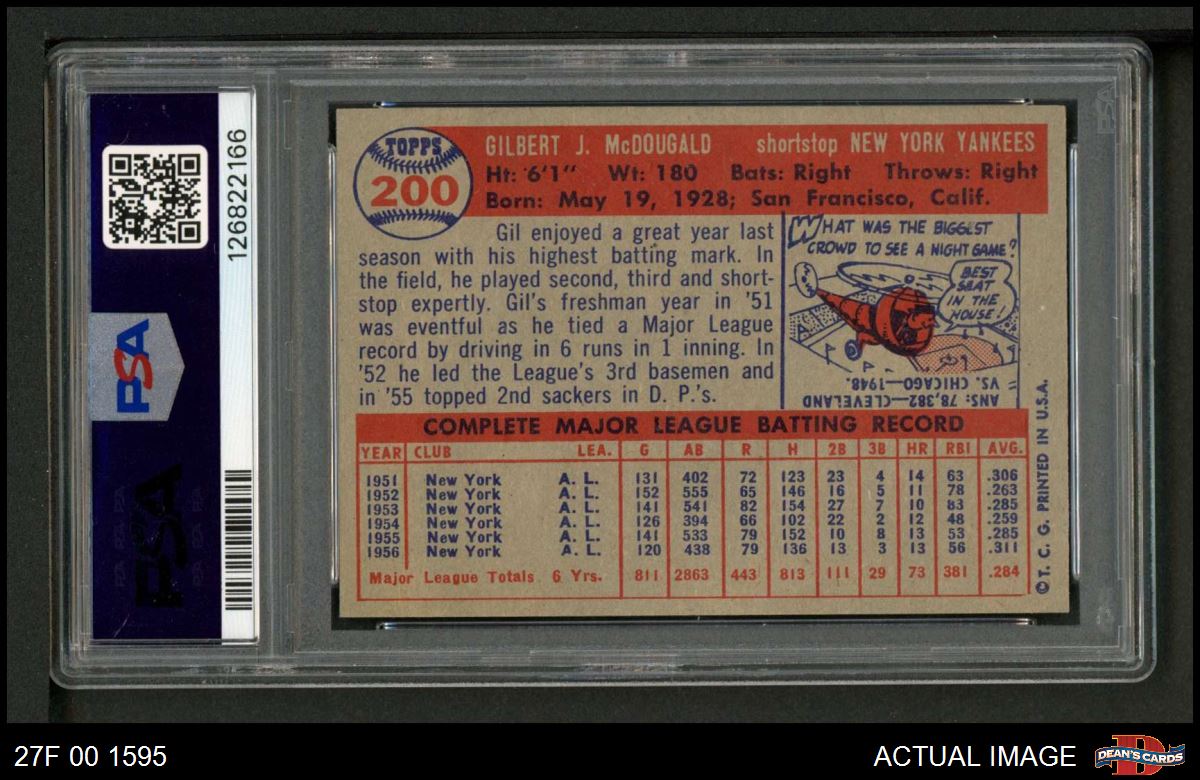 126822166
PSA
TOPPS
200
GILBERT J. McDOUGALD shortstop NEW YORK YANKEES
Ht: 6'1" Wt: 180 Bats: Right Throws: Right
Born: May 19, 1928; San Francisco, Calif.
Gil enjoyed a great year last
season with his highest batting mark. In
the field, he played second, third and short-
stop expertly. Gil's freshman year in '51
was eventful as he tied a Major League
record by driving in 6 runs in 1 inning. In
'52 he led the League's 3rd basemen and
in '55 topped 2nd sackers in D. P.'s.
WHAT WAS THE BIGGEST
CROWD TO SEE A NIGHT GAME?
BEST
SEAT
IN THE
HOUSE!
ANS: 78,382—CLEVELAND
VS. CHICAGO—1948.
COMPLETE MAJOR LEAGUE BATTING RECORD
YEAR CLUB LEA. G AB R H 2B 3B HR RBI AVG.
1951 New York A. L. 131 402 72 123 23 4 14 63 .306
1952 New York A. L. 152 555 65 146 16 5 11 78 .263
1953 New York A. L. 141 541 82 154 27 7 10 83 .285
1954 New York A. L. 126 394 66 102 22 2 12 48 .259
1955 New York A. L. 141 533 79 152 10 8 13 53 .285
1956 New York A. L. 120 438 79 136 13 3 13 56 .311
Major League Totals 6 Yrs. 811 2863 443 813 111 29 73 381 .284
© T. C. G. PRINTED IN U.S.A.
PSA
27F 00 1595
ACTUAL IMAGE
DEAN'S CARDS